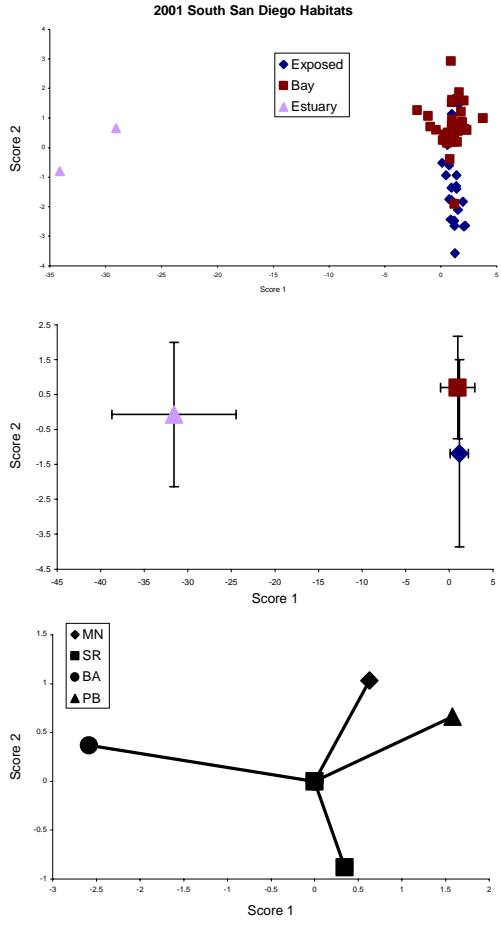 2001 South San Diego Habitats
4
3
2
1
0
-1
-2
-3
-4
Score 2
Exposed
Bay
Estuary
-35 -30 -25 -20 -15 -10 -5 0 5
Score 1
2.5
1.5
0.5
-0.5
-1.5
-2.5
-3.5
-4.5
Score 2
-45 -40 -35 -30 -25 -20 -15 -10 -5 0 5
Score 1
1.5
1
0.5
0
-0.5
-1
Score 2
MN
SR
BA
PB
-3 -2.5 -2 -1.5 -1 -0.5 0 0.5 1 1.5 2
Score 1